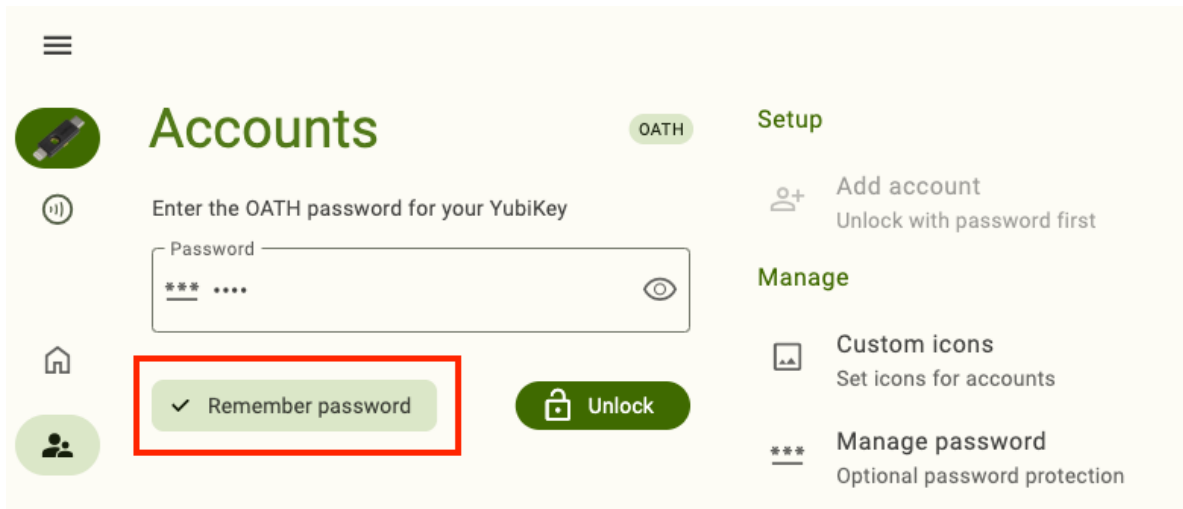 Accounts
OATH
Enter the OATH password for your YubiKey
Password
*** ••••
Remember password
Unlock
Setup
Add account
Unlock with password first
Manage
Custom icons
Set icons for accounts
***
Manage password
Optional password protection